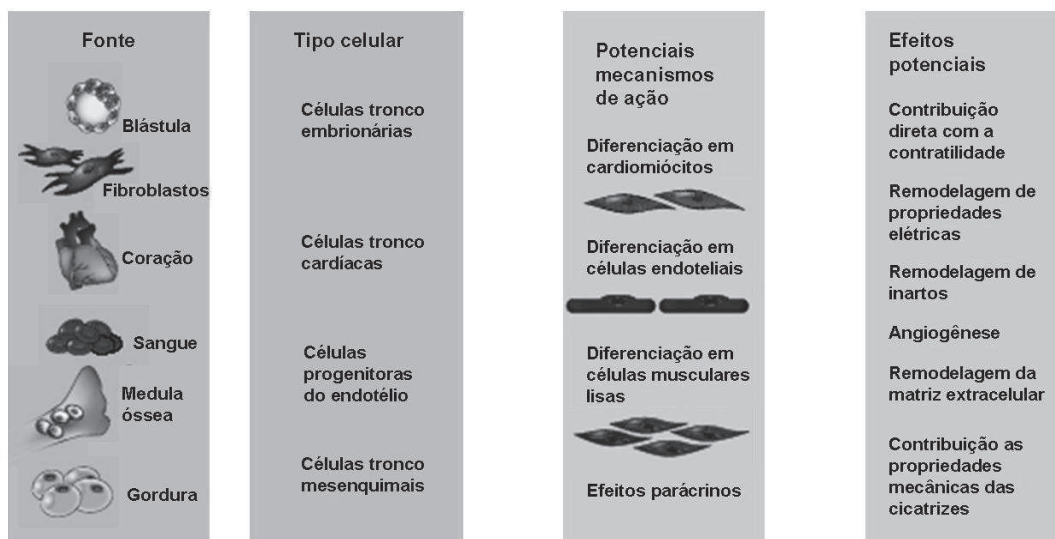 Fonte
Blástula
Fibroblastos
Coração
Sangue
Medula
óssea
Gordura
Tipo celular
Células tronco
embrionárias
Células tronco
cardíacas
Células
progenitoras
do endotélio
Células tronco
mesenquimais
Potenciais
mecanismos
de ação
Diferenciação em
cardiomiócitos
Diferenciação em
células endoteliais
Diferenciação em
células musculares
lisas
Efeitos parácrinos
Efeitos
potenciais
Contribuição
direta com a
contratilidade
Remodelagem de
propriedades
elétricas
Remodelagem de
inartos
Angiogênese
Remodelagem da
matriz extracelular
Contribuição as
propriedades
mecânicas das
cicatrizes